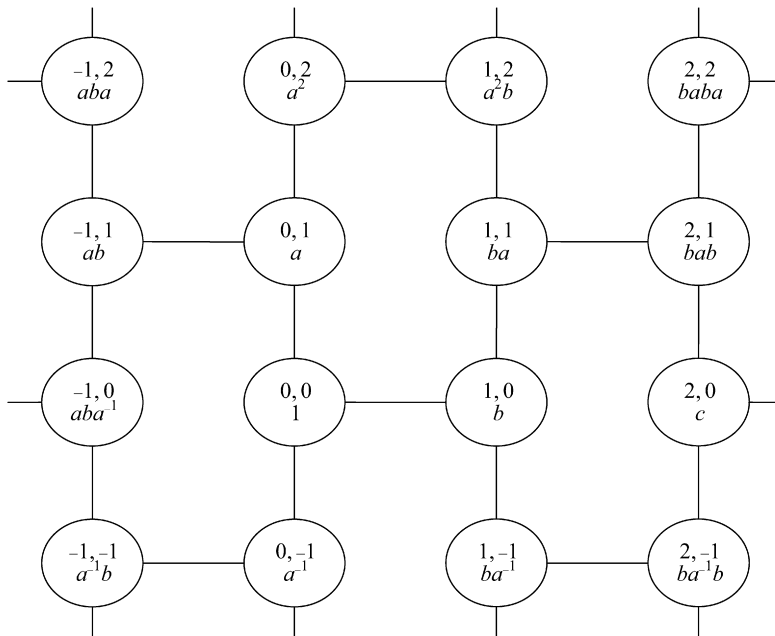 −1, 2
aba
0, 2
a²
1, 2
a²b
2, 2
baba
−1, 1
ab
0, 1
a
1, 1
ba
2, 1
bab
−1, 0
aba⁻¹
0, 0
1
1, 0
b
2, 0
c
−1, −1
a⁻¹b
0, −1
a⁻¹
1, −1
ba⁻¹
2, −1
ba⁻¹b